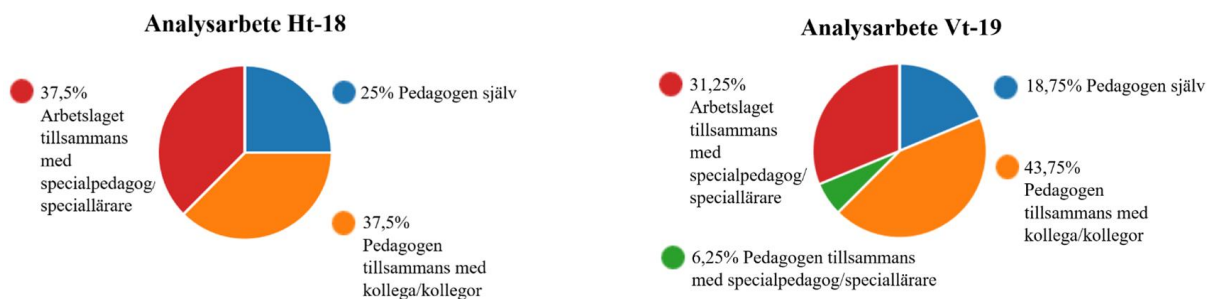 Analysarbete Ht-18
37,5%
Arbetslaget
tillsammans
med
specialpedagog/
speciallärare
25% Pedagogen själv
37,5%
Pedagogen
tillsammans med
kollega/kollegor
Analysarbete Vt-19
31,25%
Arbetslaget
tillsammans
med
specialpedagog/
speciallärare
18,75% Pedagogen själv
43,75%
Pedagogen
tillsammans med
kollega/kollegor
6,25% Pedagogen tillsammans
med specialpedagog/speciallärare